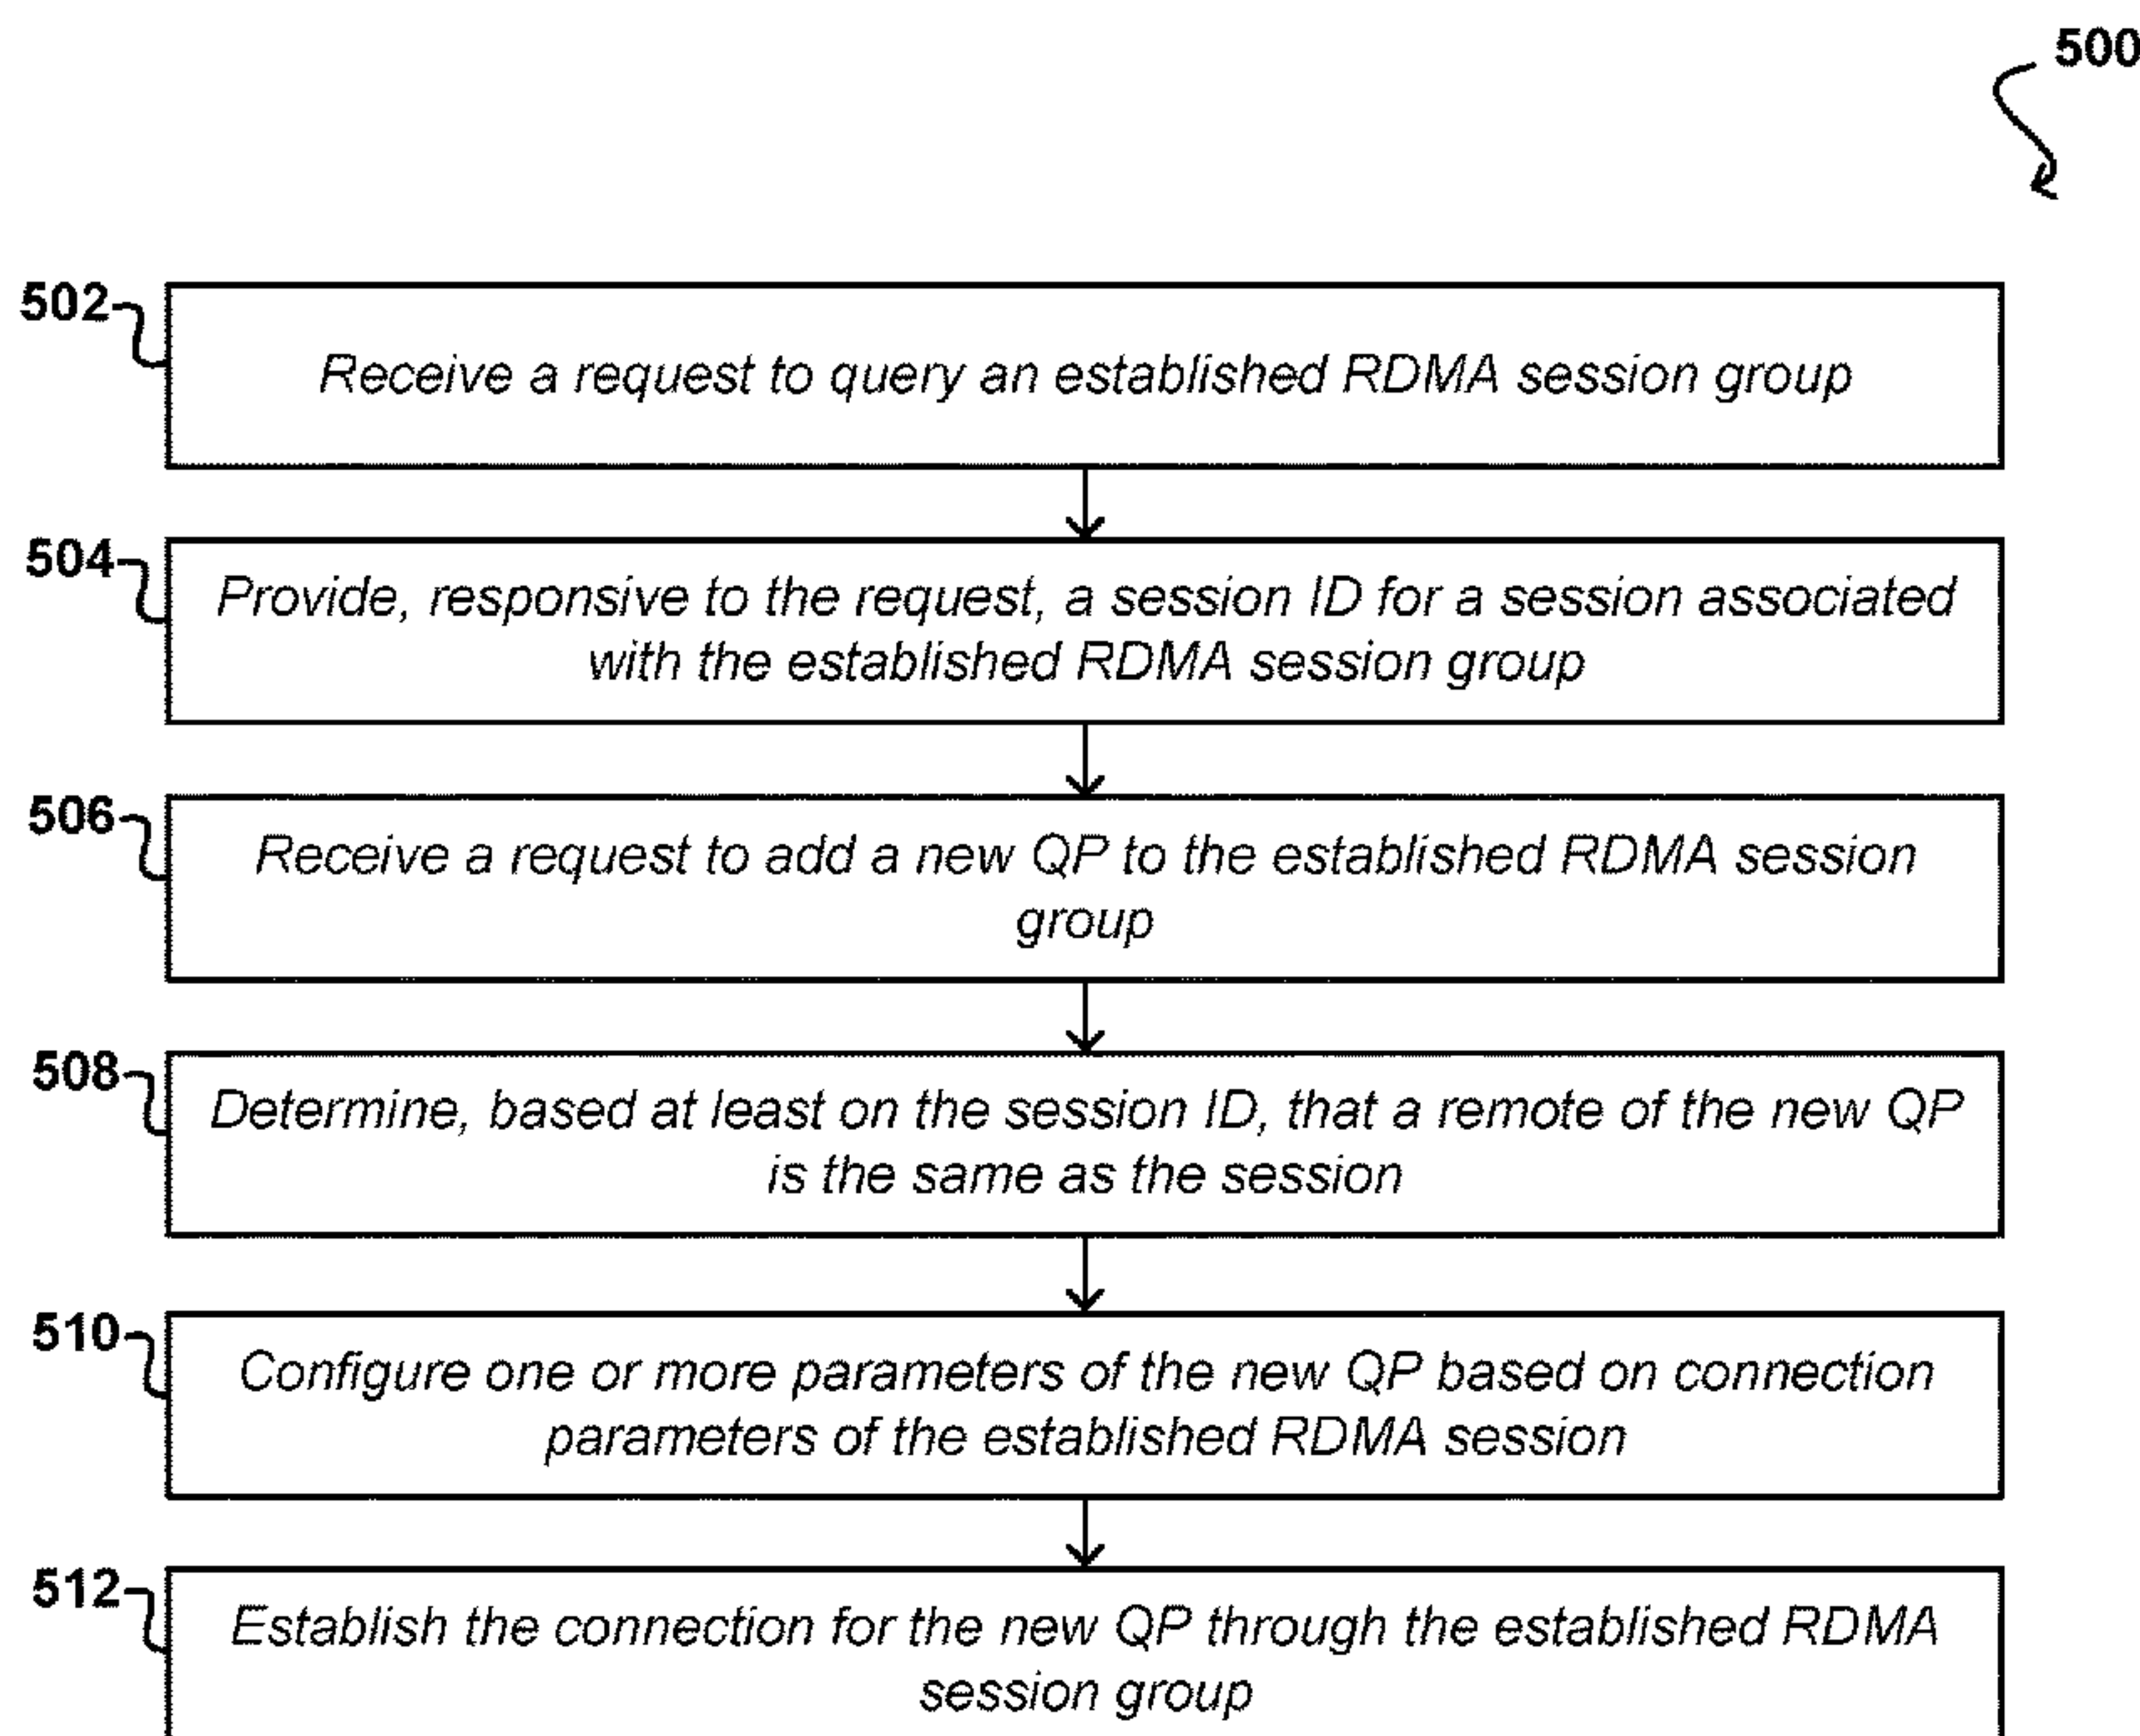 500
502
Receive a request to query an established RDMA session group
504
Provide, responsive to the request, a session ID for a session associated
with the established RDMA session group
506
Receive a request to add a new QP to the established RDMA session
group
508
Determine, based at least on the session ID, that a remote of the new QP
is the same as the session
510
Configure one or more parameters of the new QP based on connection
parameters of the established RDMA session
512
Establish the connection for the new QP through the established RDMA
session group